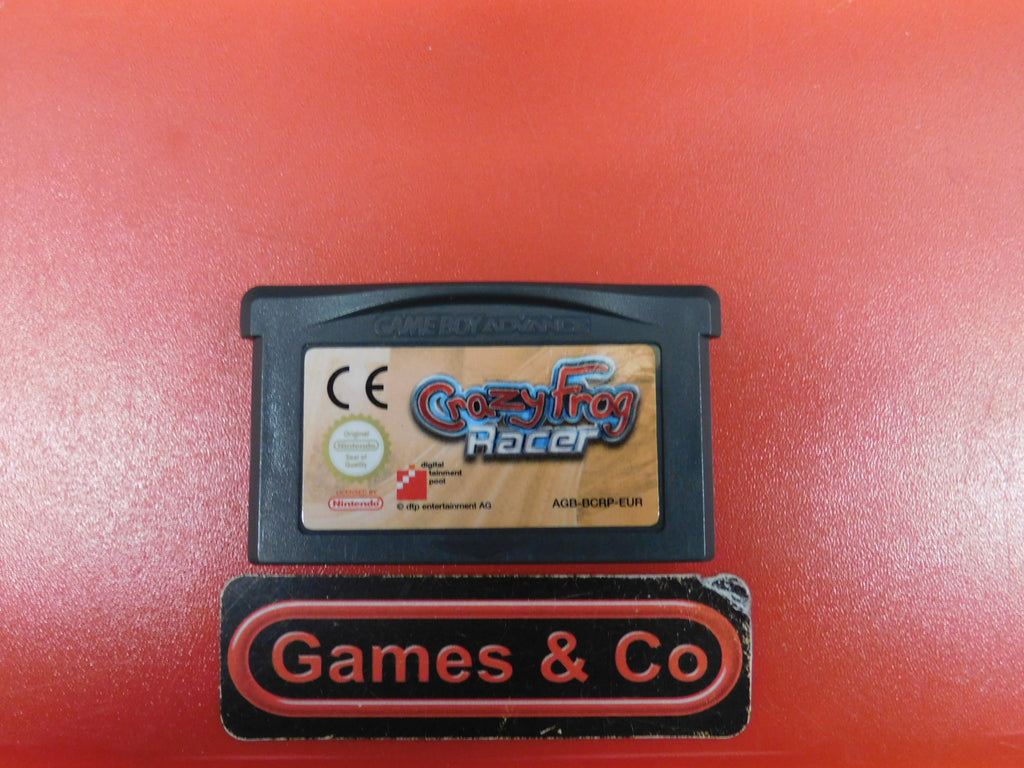 GAME BOY ADVANCE
CE
Crazy Frog
Racer
Original
Nintendo
Seal of
Quality
LICENSED BY
Nintendo
digital
tainment
pool
© dtp entertainment AG
AGB-BCRP-EUR
Games & Co